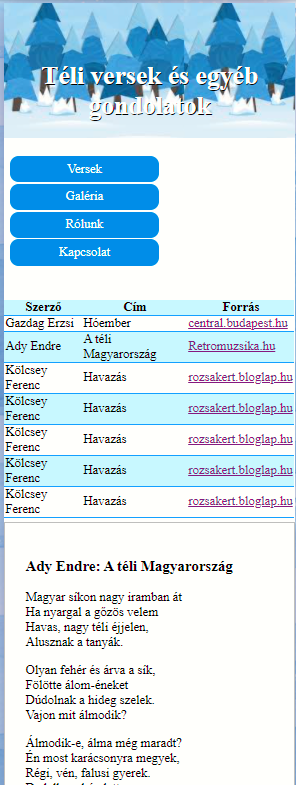 Téli versek és egyéb
gondolatok
Versek
Galéria
Rólunk
Kapcsolat
Szerző Cím Forrás
Gazdag Erzsi Hóember central.budapest.hu
Ady Endre A téli Magyarország Retromuzsika.hu
Kölcsey Ferenc Havazás rozsakert.bloglap.hu
Kölcsey Ferenc Havazás rozsakert.bloglap.hu
Kölcsey Ferenc Havazás rozsakert.bloglap.hu
Kölcsey Ferenc Havazás rozsakert.bloglap.hu
Kölcsey Ferenc Havazás rozsakert.bloglap.hu
Ady Endre: A téli Magyarország
Magyar síkon nagy iramban át
Ha nyargal a gőzös velem
Havas, nagy téli éjjelen,
Alusznak a tanyák.
Olyan fehér és árva a sík,
Fölötte álom-éneket
Dúdolnak a hideg szelek.
Vajon mit álmodik?
Álmodik-e, álma még maradt?
Én most karácsonyra megyek,
Régi, vén, falusi gyerek.